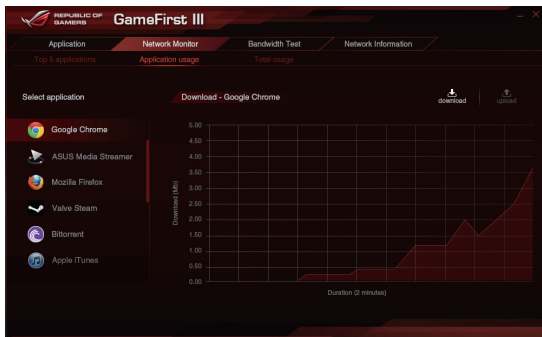 REPUBLIC OF GAMERS GameFirst III
Application Network Monitor Bandwidth Test Network Information
Top 5 applications Application usage Total usage
Select application
Download - Google Chrome
download upload
Google Chrome
ASUS Media Streamer
Mozilla Firefox
Valve Steam
Bittorrent
Apple iTunes
Download (Mb)
5.00
4.50
4.00
3.50
3.00
2.50
2.00
1.50
1.00
0.50
0.00
Duration (2 minutes)